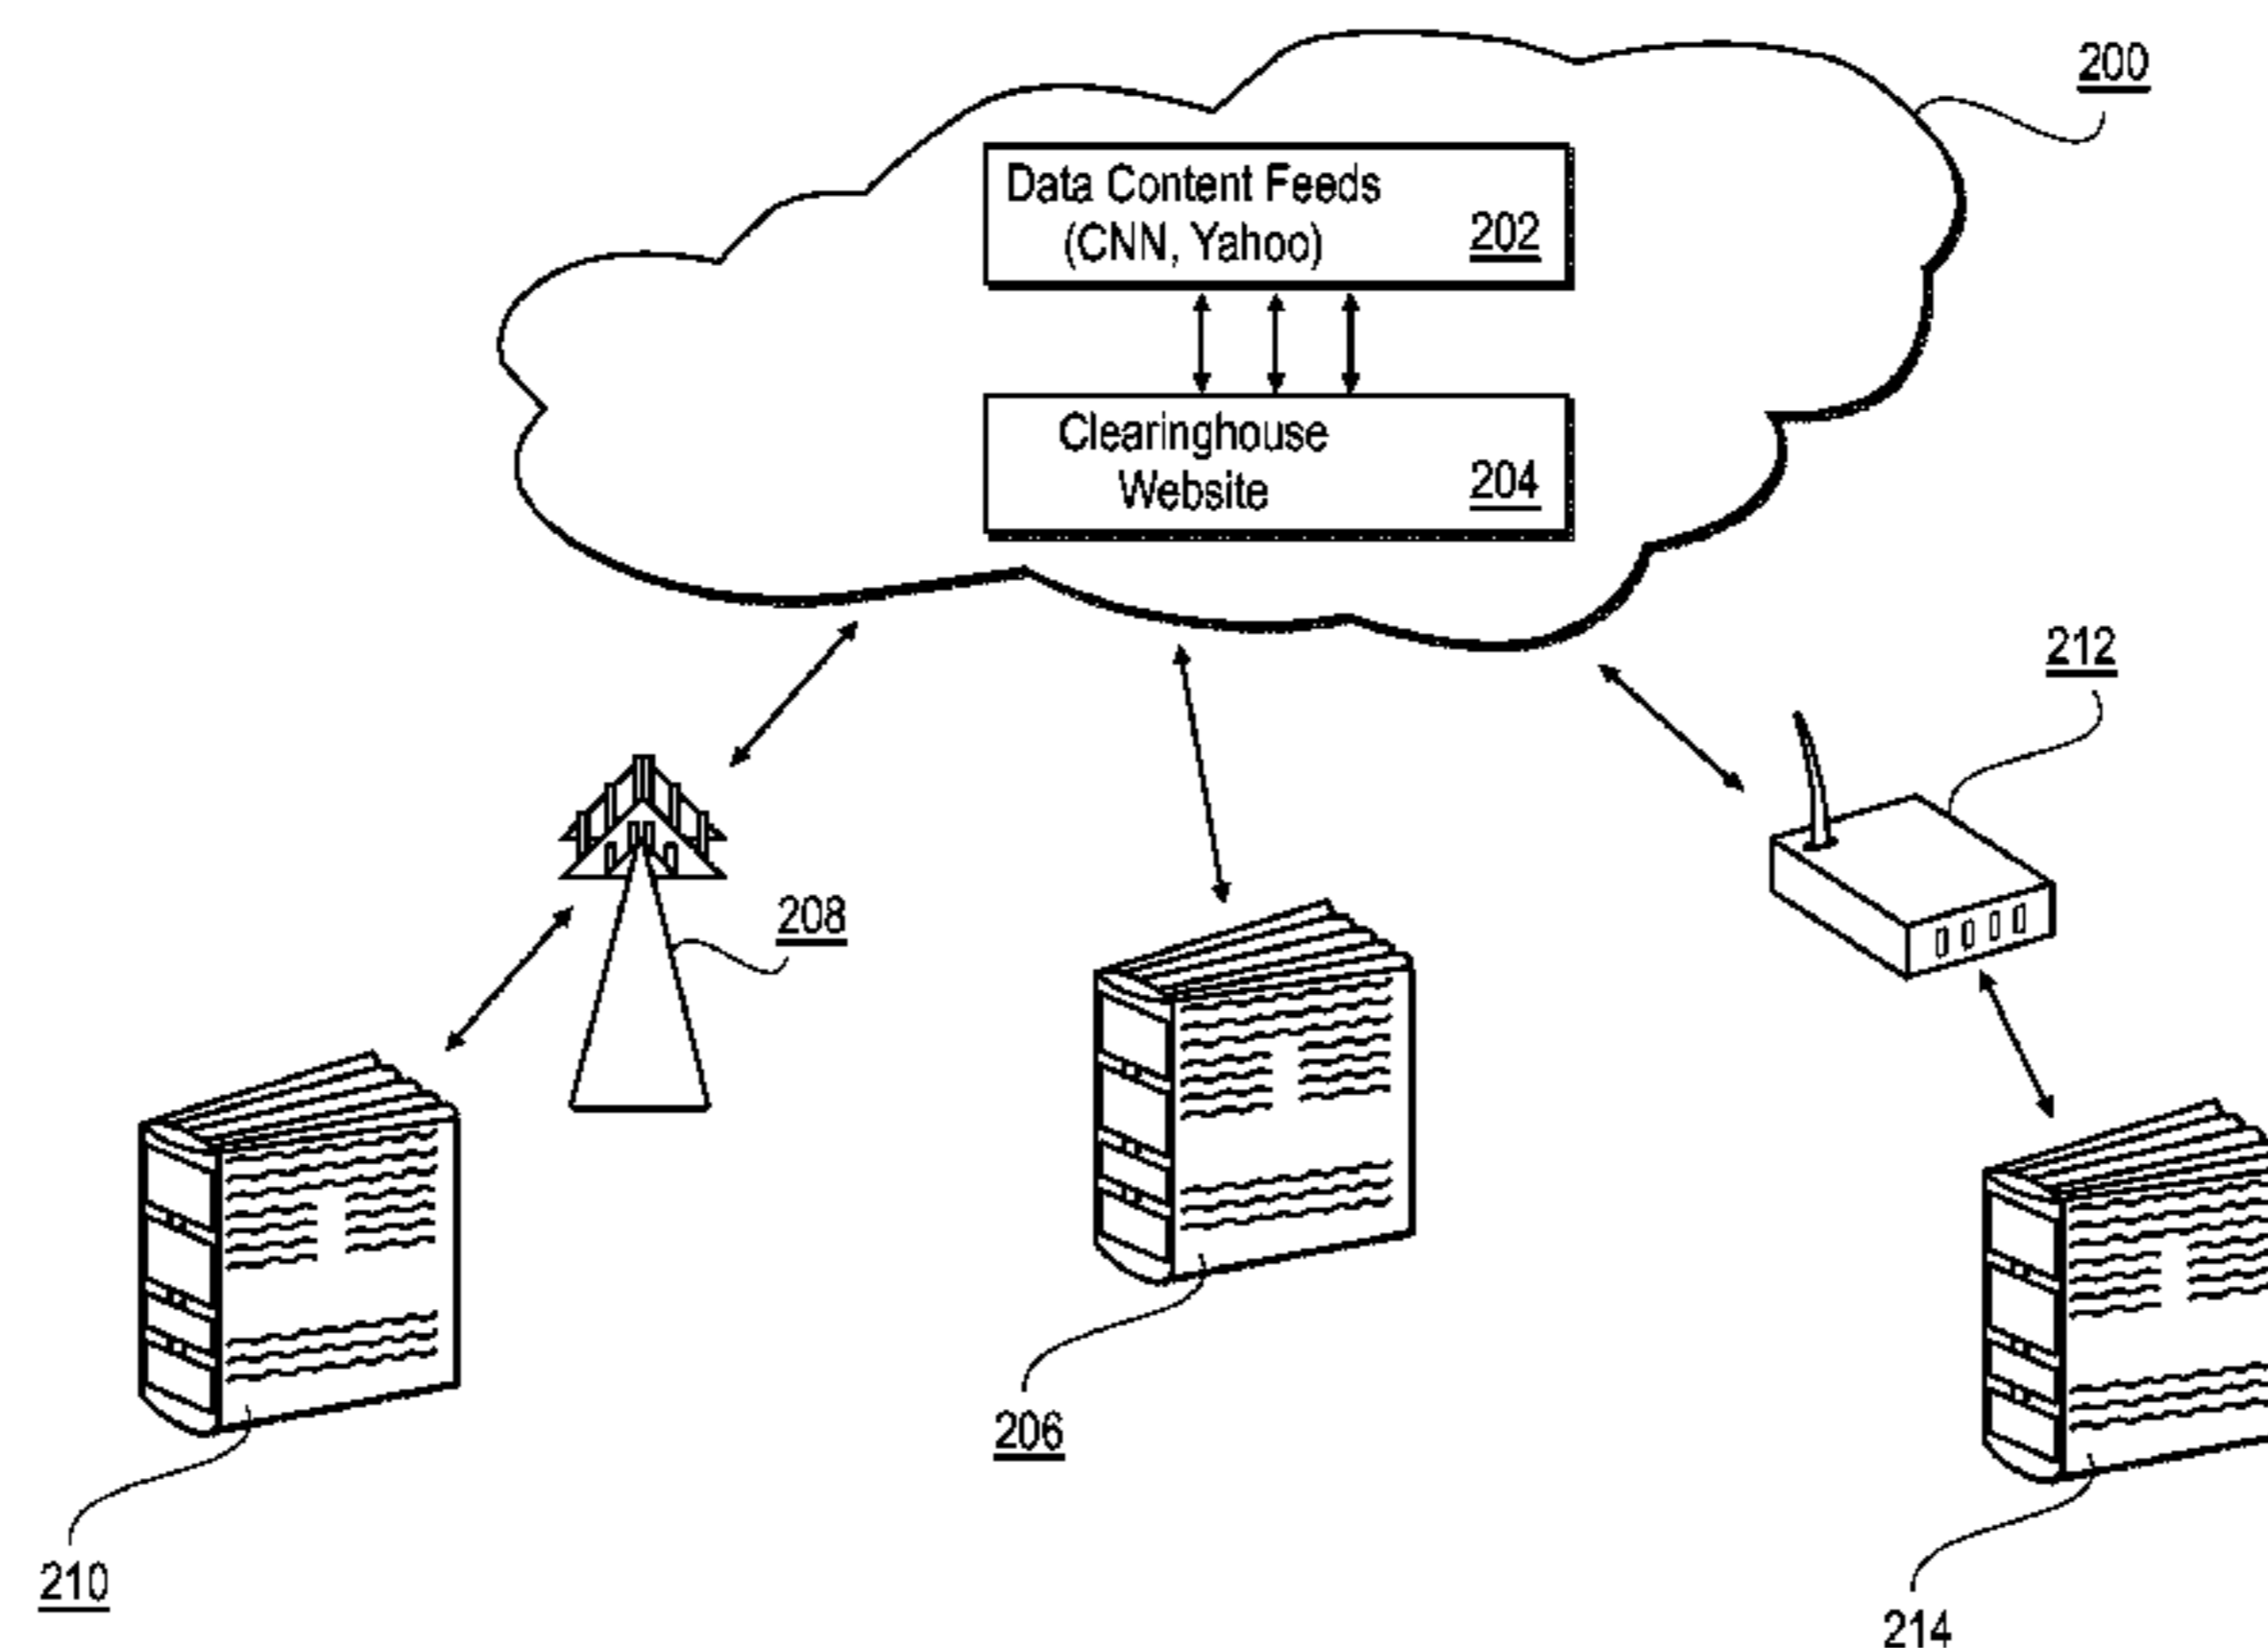 200
Data Content Feeds
(CNN, Yahoo)
202
Clearinghouse
Website
204
212
208
206
210
214